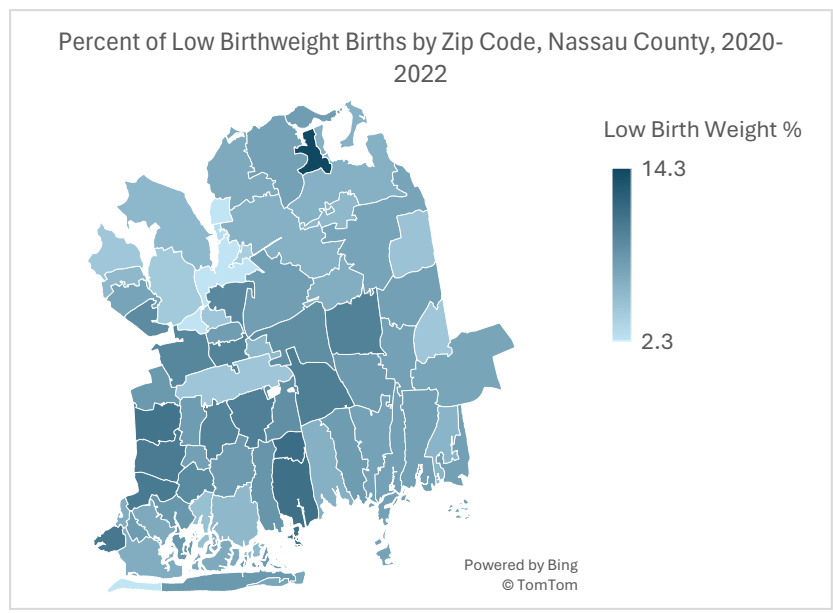 Percent of Low Birthweight Births by Zip Code, Nassau County, 2020-
2022
Low Birth Weight %
14.3
2.3
Powered by Bing
© TomTom